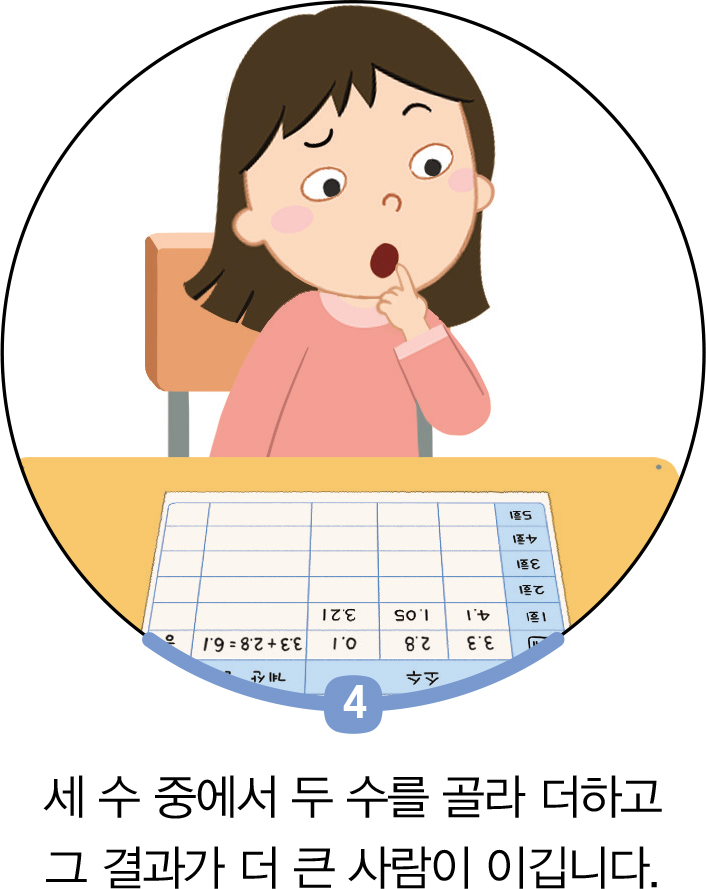 소수
계산
예 3.3 2.8 0.1 3.3+2.8=6.1
1회 4.1 1.05 3.21
2회
3회
4회
5회
4
세 수 중에서 두 수를 골라 더하고
그 결과가 더 큰 사람이 이깁니다.